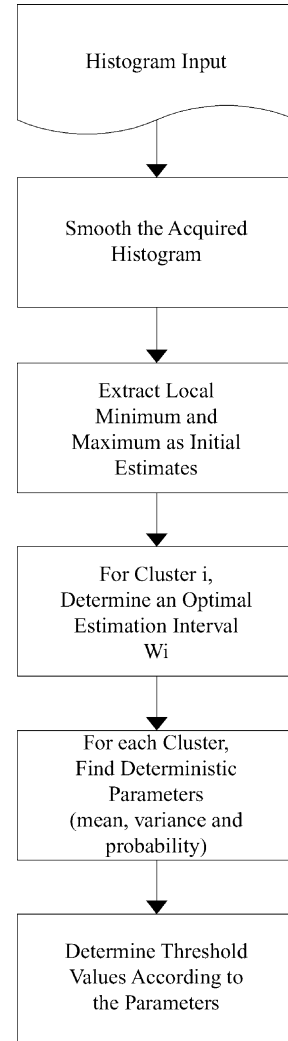 Histogram Input
Smooth the Acquired
Histogram
Extract Local
Minimum and
Maximum as Initial
Estimates
For Cluster i,
Determine an Optimal
Estimation Interval
Wi
For each Cluster,
Find Deterministic
Parameters
(mean, variance and
probability)
Determine Threshold
Values According to
the Parameters